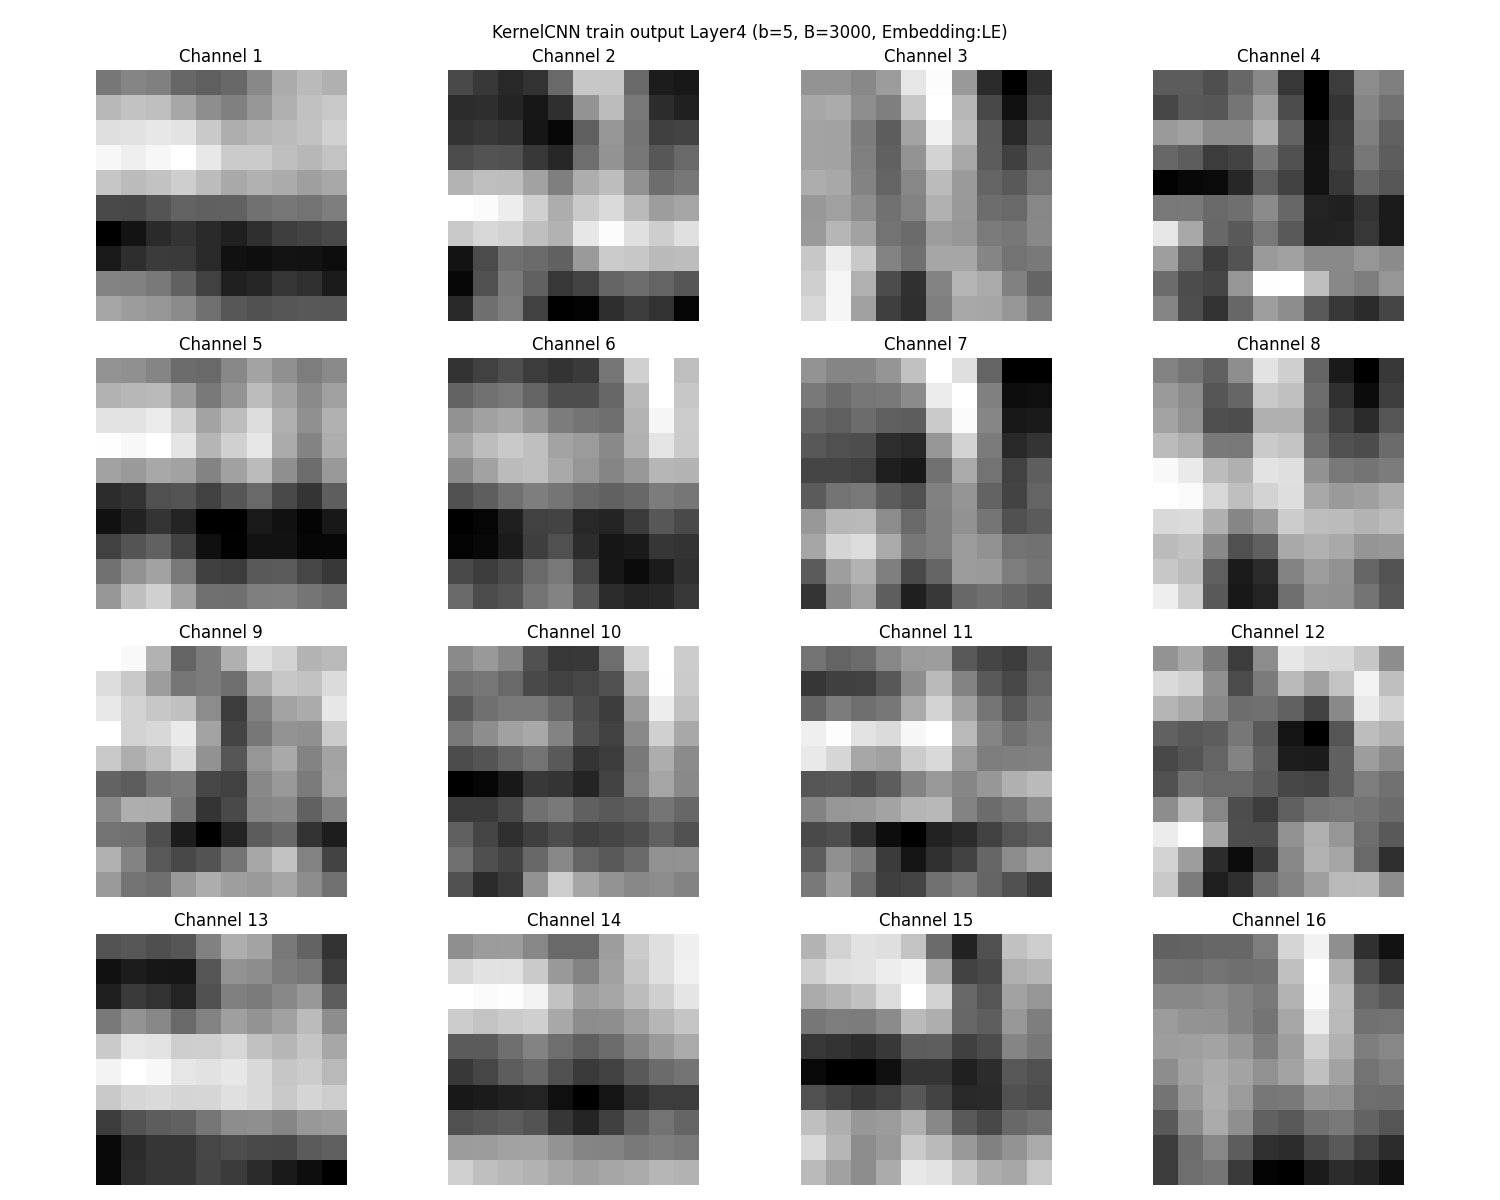 KernelCNN train output Layer4 (b=5, B=3000, Embedding:LE)
Channel 1 Channel 2 Channel 3 Channel 4
Channel 5 Channel 6 Channel 7 Channel 8
Channel 9 Channel 10 Channel 11 Channel 12
Channel 13 Channel 14 Channel 15 Channel 16